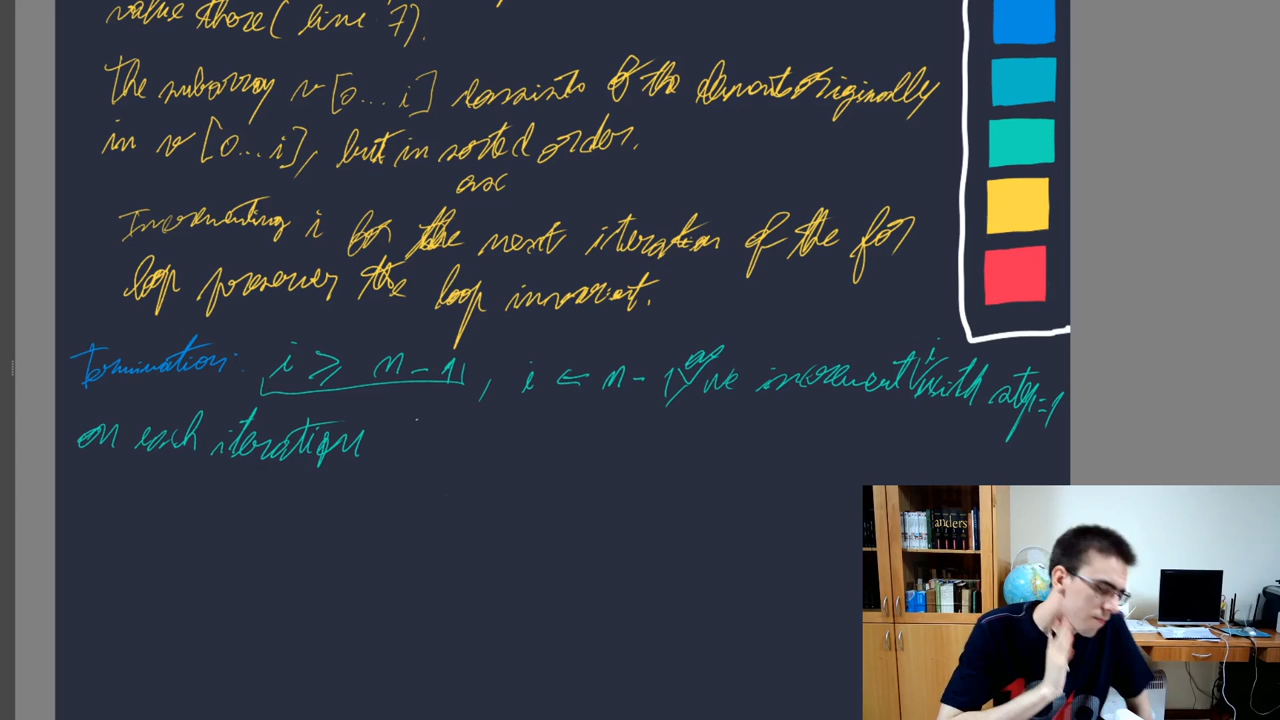 value there (line 7).
The subarray v[0...i] consists of the elements originally
in v[0...i], but in sorted order.
asc
Incrementing i for the next iteration of the for
loop preserves the loop invariant.
Termination: i ≥ n-1, i ← n-1, as we increment i with step=1
on each iteration
anders